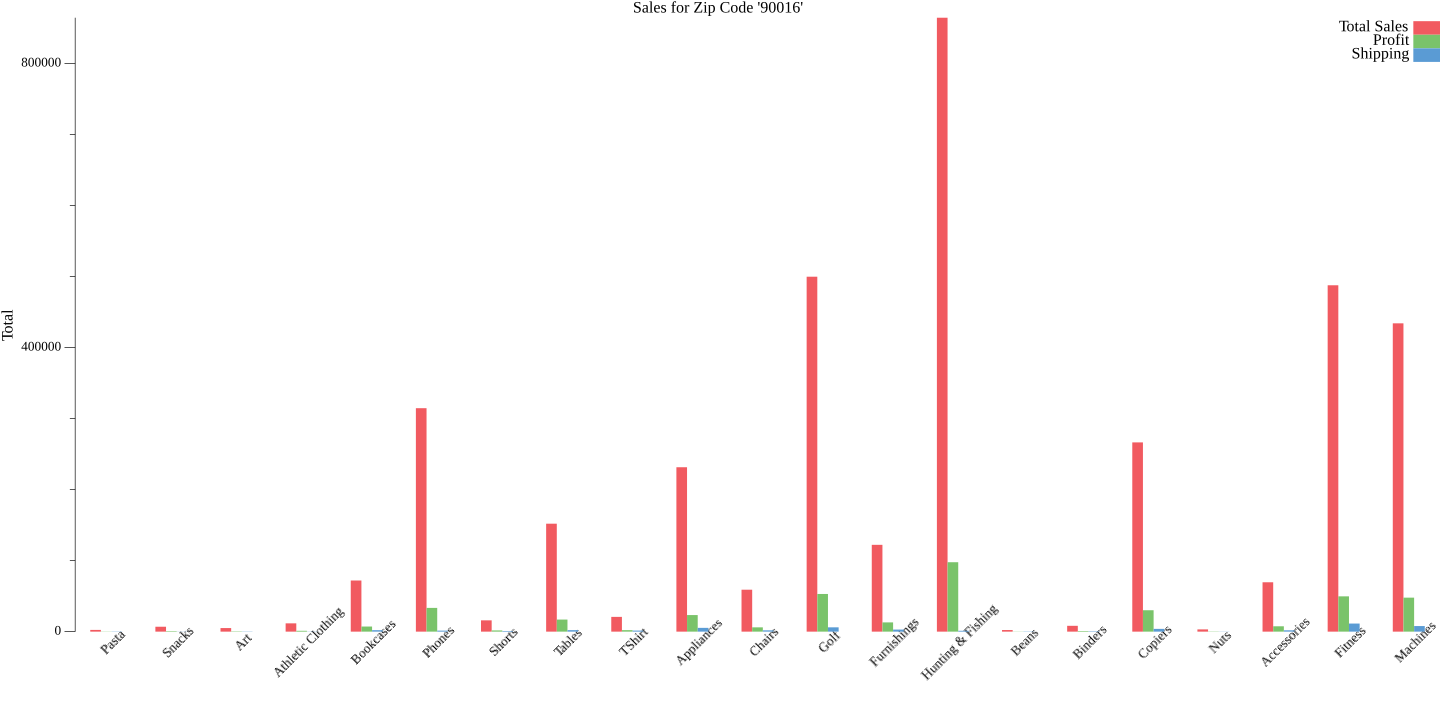 Sales for Zip Code '90016'
Total Sales
Profit
Shipping
800000
400000
0
Total
Pasta
Snacks
Art
Athletic Clothing
Bookcases
Phones
Shorts
Tables
TShirt
Appliances
Chairs
Golf
Furnishings
Hunting & Fishing
Beans
Binders
Copiers
Nuts
Accessories
Fitness
Machines